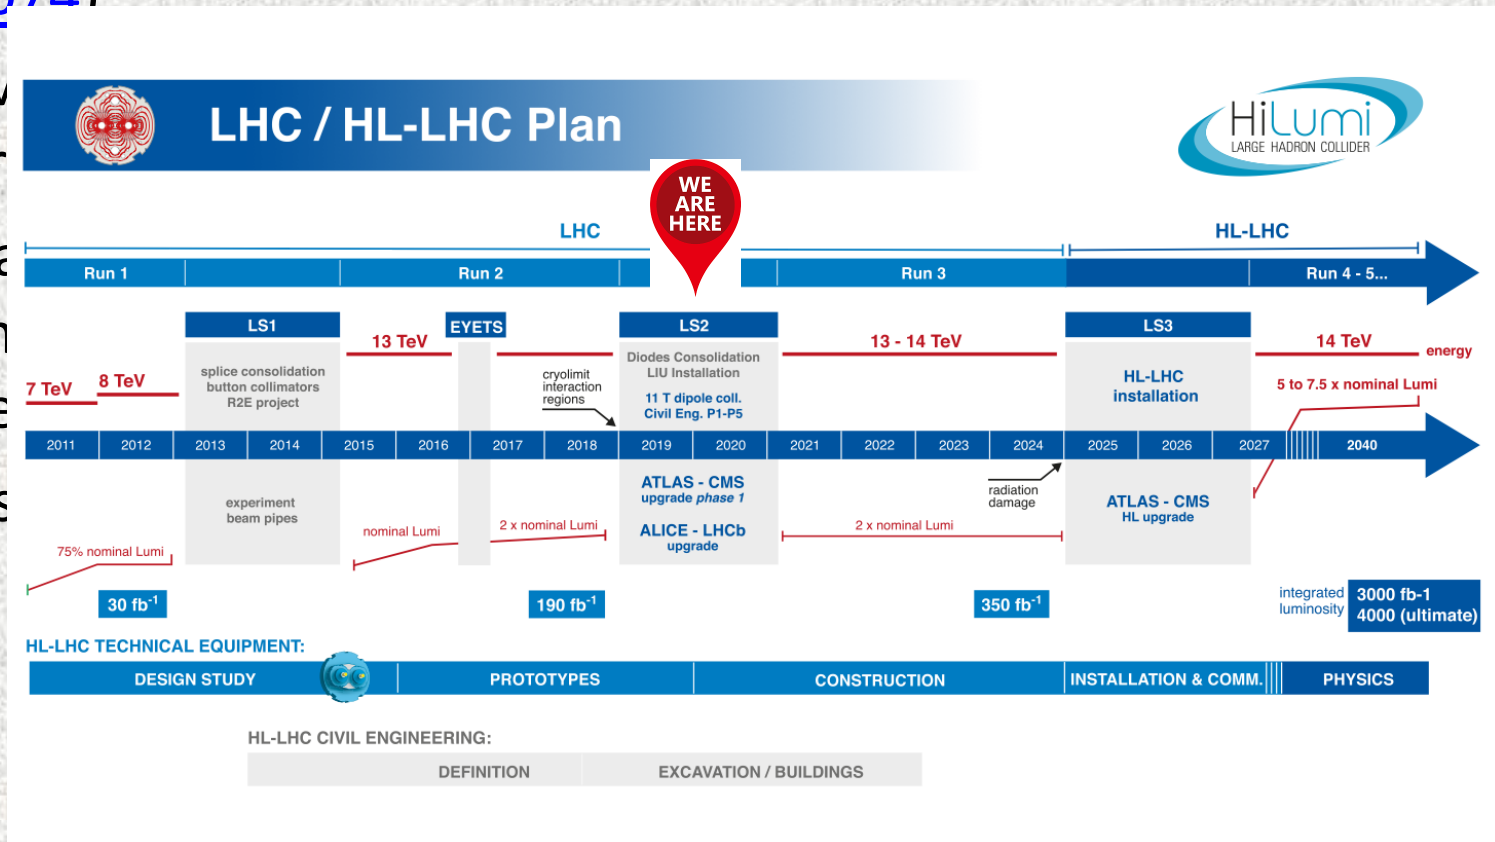 LHC / HL-LHC Plan
HiLumi
LARGE HADRON COLLIDER
WE
ARE
HERE
LHC
HL-LHC
Run 1
Run 2
Run 3
Run 4 - 5...
LS1
EYETS
LS2
LS3
13 TeV
13 - 14 TeV
14 TeV
energy
7 TeV
8 TeV
splice consolidation
button collimators
R2E project
cryolimit
interaction
regions
Diodes Consolidation
LIU Installation
11 T dipole coll.
Civil Eng. P1-P5
HL-LHC
installation
5 to 7.5 x nominal Lumi
2011 2012 2013 2014 2015 2016 2017 2018 2019 2020 2021 2022 2023 2024 2025 2026 2027 2040
experiment
beam pipes
ATLAS - CMS
upgrade phase 1
ALICE - LHCb
upgrade
radiation
damage
ATLAS - CMS
HL upgrade
75% nominal Lumi
nominal Lumi
2 x nominal Lumi
2 x nominal Lumi
30 fb-1
190 fb-1
350 fb-1
integrated
luminosity
3000 fb-1
4000 (ultimate)
HL-LHC TECHNICAL EQUIPMENT:
DESIGN STUDY
PROTOTYPES
CONSTRUCTION
INSTALLATION & COMM.
PHYSICS
HL-LHC CIVIL ENGINEERING:
DEFINITION
EXCAVATION / BUILDINGS